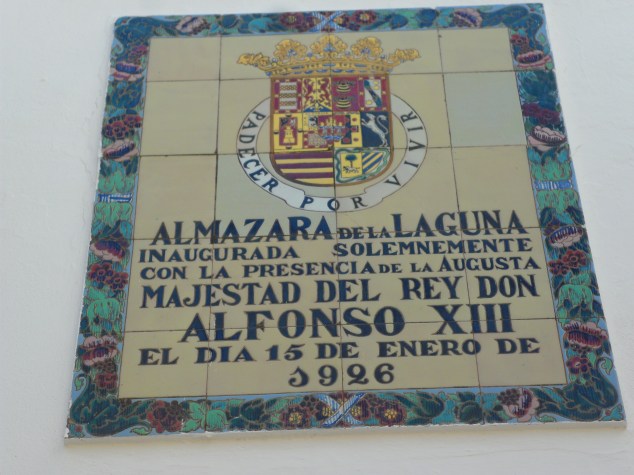 PADECER POR VIVIR
ALMAZARA DE LA LAGUNA
INAUGURADA SOLEMNEMENTE
CON LA PRESENCIA DE LA AUGUSTA
MAJESTAD DEL REY DON
ALFONSO XIII
EL DIA 15 DE ENERO DE
1926